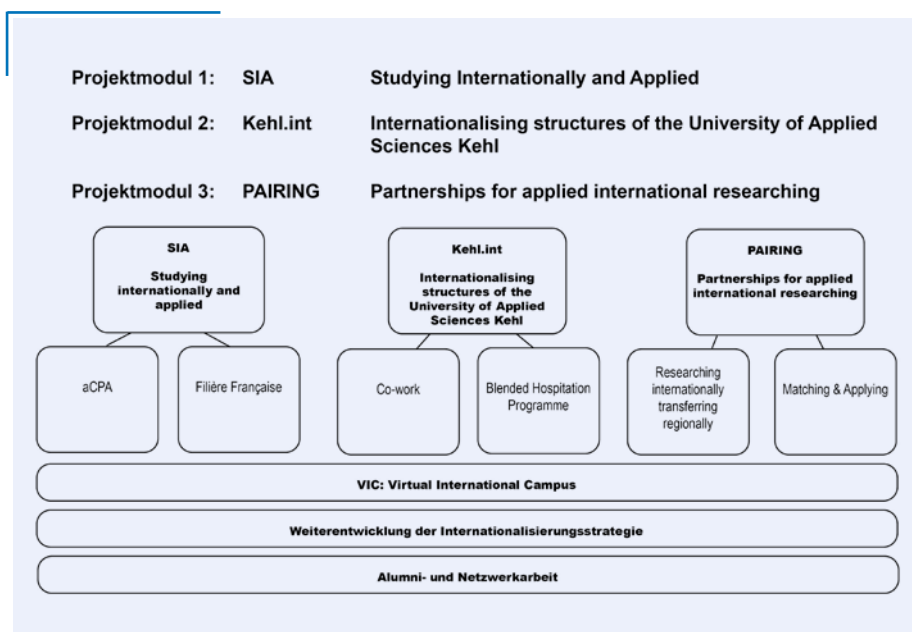 Projektmodul 1: SIA Studying Internationally and Applied
Projektmodul 2: Kehl.int Internationalising structures of the University of Applied
Sciences Kehl
Projektmodul 3: PAIRING Partnerships for applied international researching
SIA
Studying
internationally and
applied
Kehl.int
Internationalising
structures of the
University of Applied
Sciences Kehl
PAIRING
Partnerships for applied
international researching
aCPA
Filière Française
Co-work
Blended Hospitation
Programme
Researching
internationally
transferring
regionally
Matching & Applying
VIC: Virtual International Campus
Weiterentwicklung der Internationalisierungsstrategie
Alumni- und Netzwerkarbeit